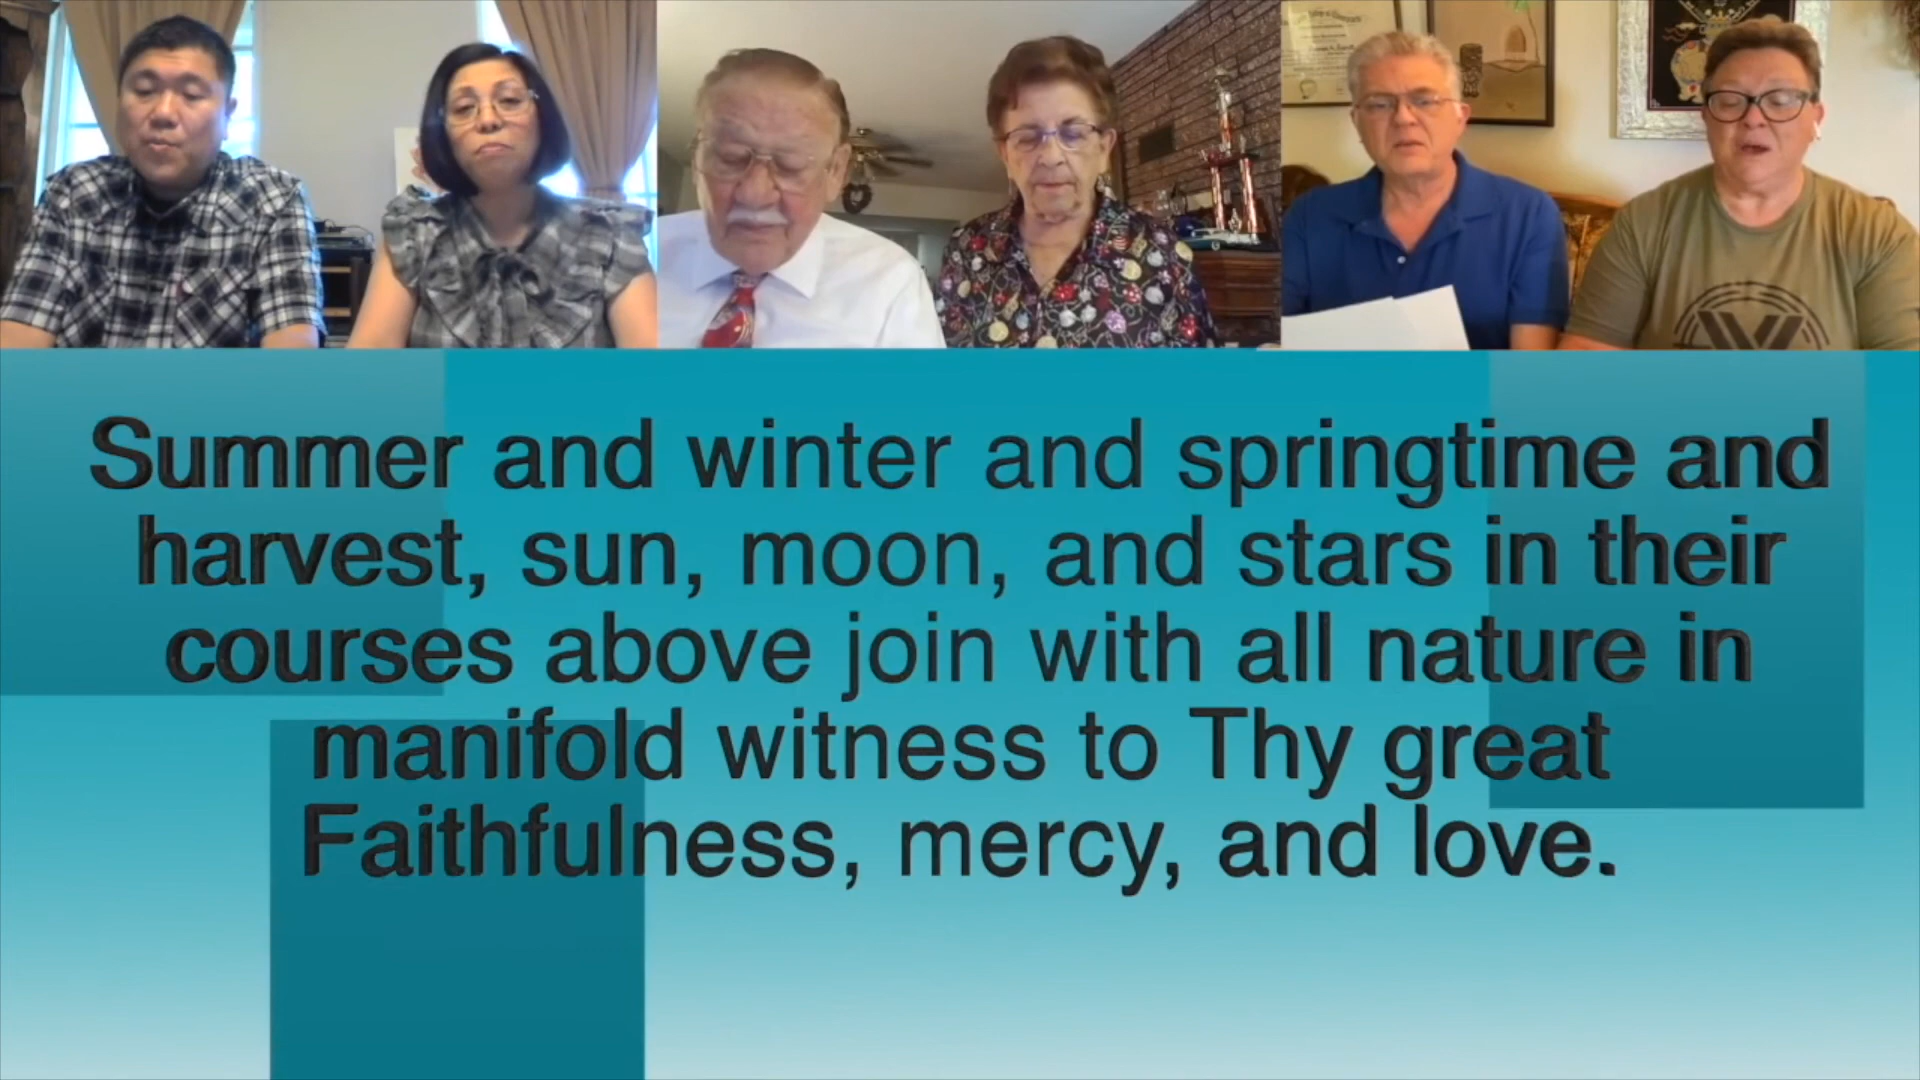 Summer and winter and springtime and
harvest, sun, moon, and stars in their
courses above join with all nature in
manifold witness to Thy great
Faithfulness, mercy, and love.